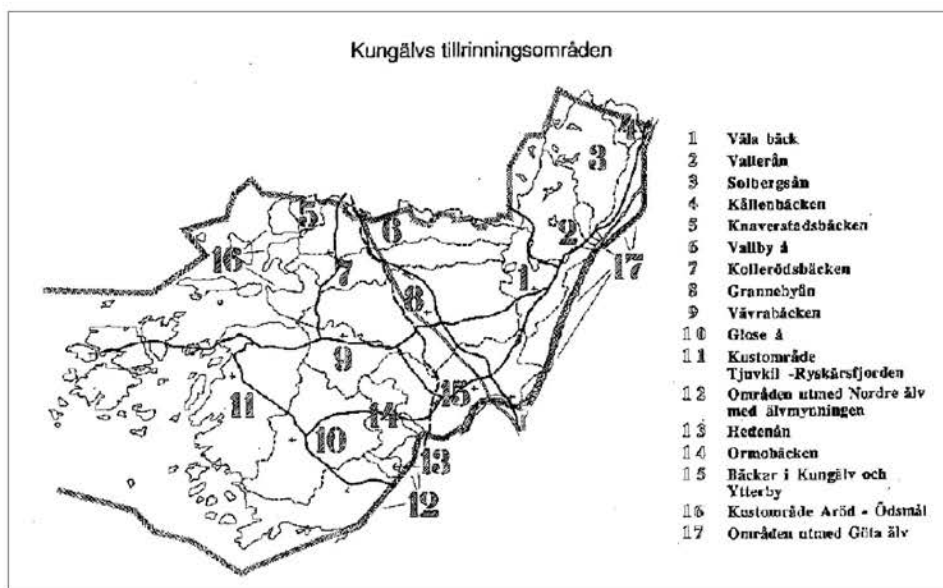 Kungälvs tillrinningsområden
4
3
5
6
2
16
7
1
17
8
9
15
11
14
10
13
12
1 Våla bäck
2 Vallerån
3 Solbergsån
4 Kållenbäcken
5 Knaverstadsbäcken
6 Vallby å
7 Kollerödsbäcken
8 Grannebyån
9 Vävrabäcken
10 Glose å
11 Kustområde
Tjuvkil -Ryskärsfjorden
12 Områden utmed Nordre älv
med älvmynningen
13 Hedenån
14 Ormobäcken
15 Bäckar i Kungälv och
Ytterby
16 Kustområde Aröd - Ödsmål
17 Områden utmed Göta älv